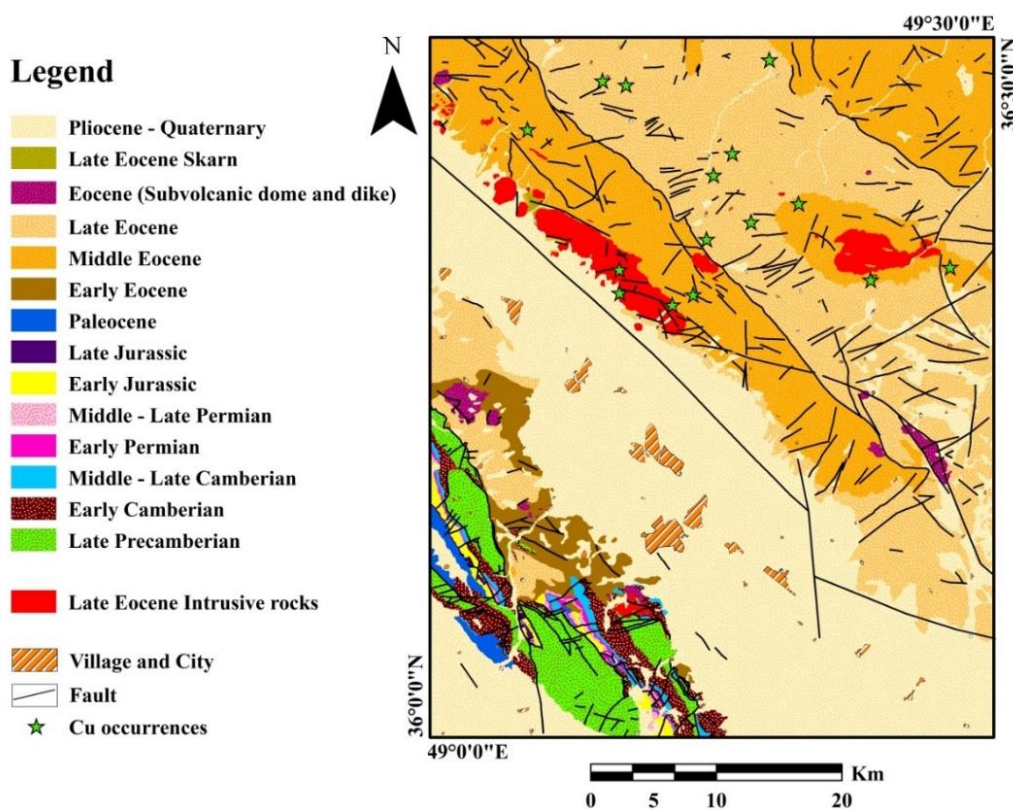 49°30'0"E
N
36°30'0"N
Legend
Pliocene - Quaternary
Late Eocene Skarn
Eocene (Subvolcanic dome and dike)
Late Eocene
Middle Eocene
Early Eocene
Paleocene
Late Jurassic
Early Jurassic
Middle - Late Permian
Early Permian
Middle - Late Camberian
Early Camberian
Late Precamberian
Late Eocene Intrusive rocks
Village and City
Fault
Cu occurrences
36°0'0"N
49°0'0"E
Km
0 5 10 20